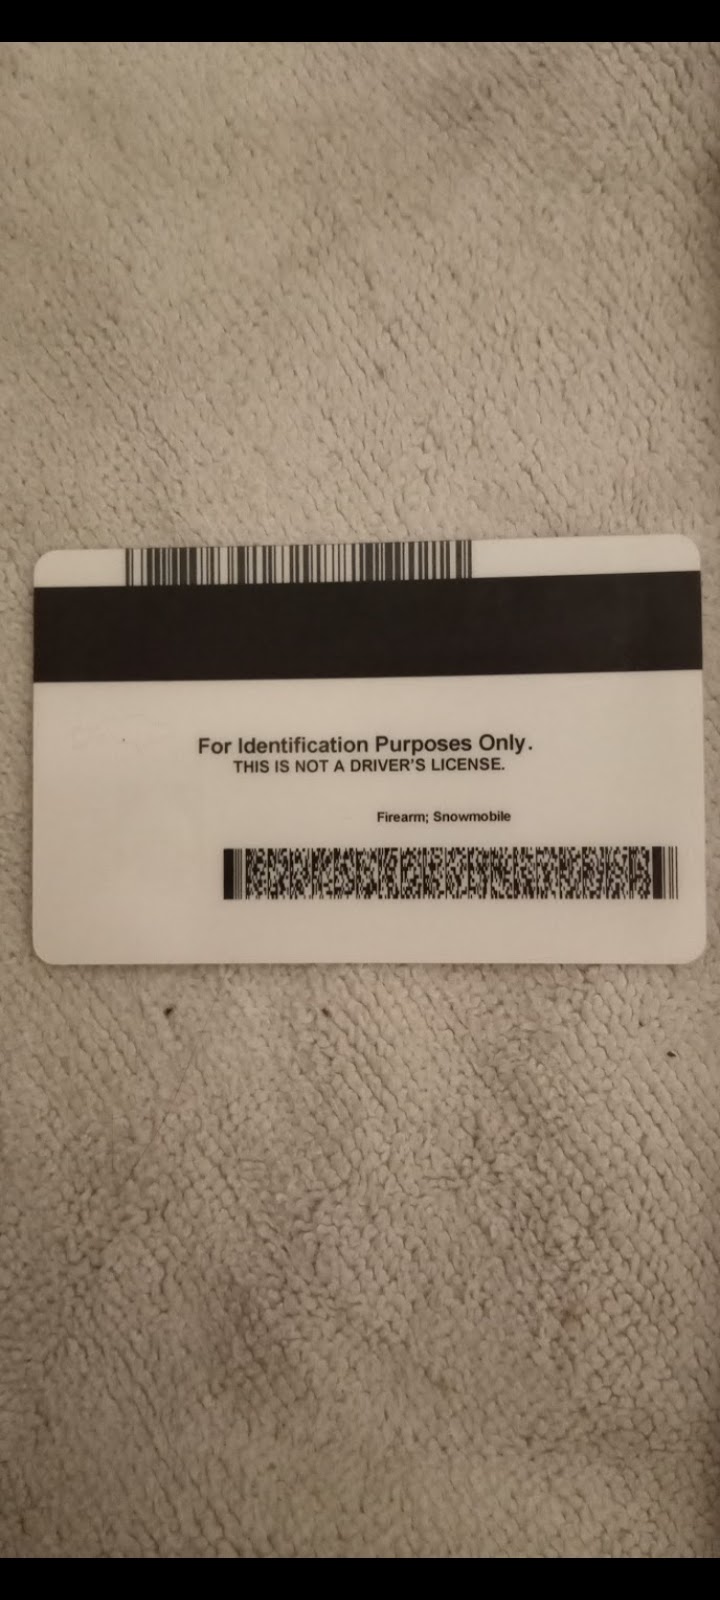 For Identification Purposes Only.
THIS IS NOT A DRIVER'S LICENSE.
Firearm; Snowmobile